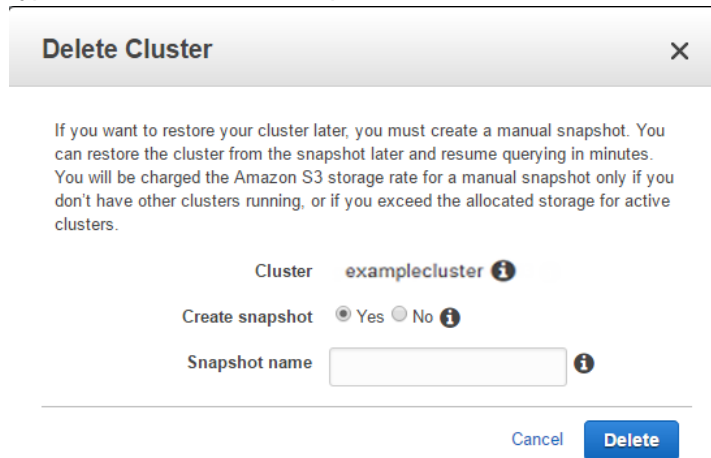 Delete Cluster
If you want to restore your cluster later, you must create a manual snapshot. You
can restore the cluster from the snapshot later and resume querying in minutes.
You will be charged the Amazon S3 storage rate for a manual snapshot only if you
don't have other clusters running, or if you exceed the allocated storage for active
clusters.
Cluster examplecluster
Create snapshot Yes No
Snapshot name
Cancel Delete